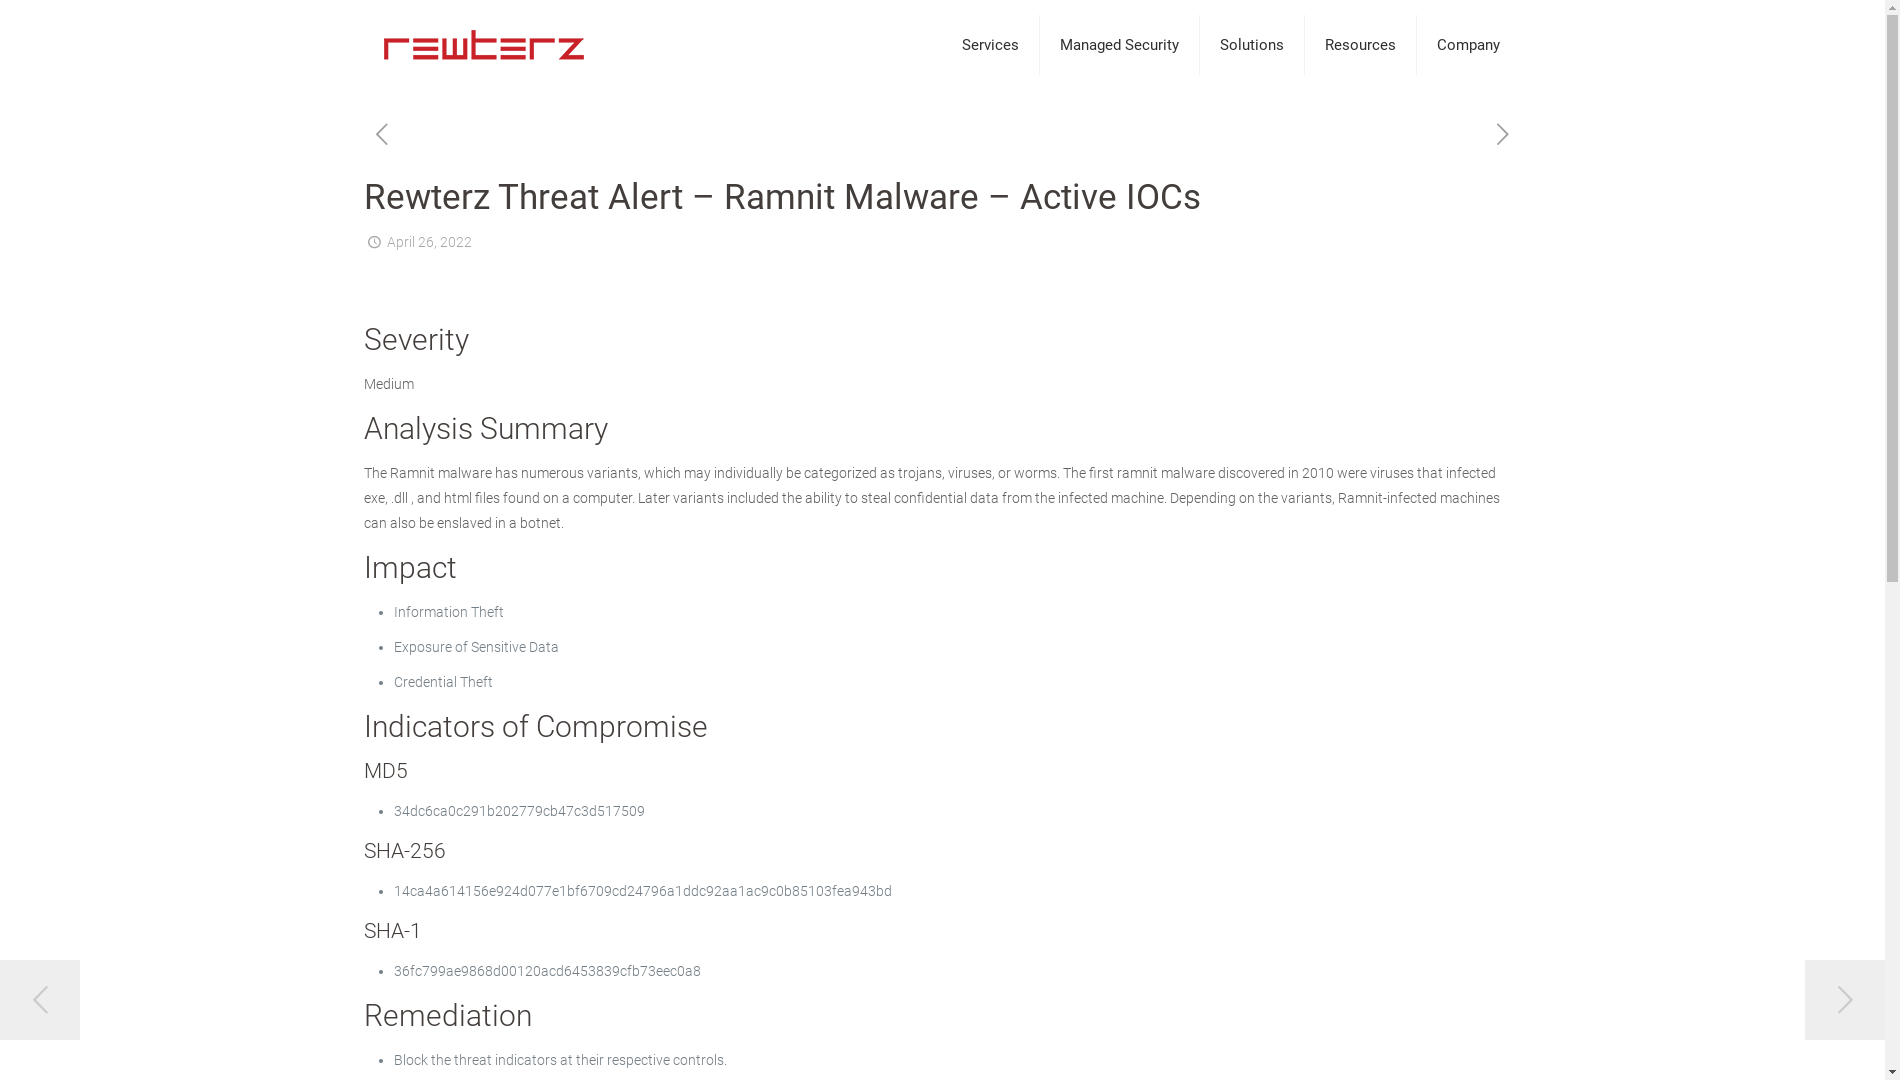 rewterz
Services
Managed Security
Solutions
Resources
Company
Rewterz Threat Alert – Ramnit Malware – Active IOCs
April 26, 2022
Severity
Medium
Analysis Summary
The Ramnit malware has numerous variants, which may individually be categorized as trojans, viruses, or worms. The first ramnit malware discovered in 2010 were viruses that infected
exe, .dll , and html files found on a computer. Later variants included the ability to steal confidential data from the infected machine. Depending on the variants, Ramnit-infected machines
can also be enslaved in a botnet.
Impact
Information Theft
Exposure of Sensitive Data
Credential Theft
Indicators of Compromise
MD5
34dc6ca0c291b202779cb47c3d517509
SHA-256
14ca4a614156e924d077e1bf6709cd24796a1ddc92aa1ac9c0b85103fea943bd
SHA-1
36fc799ae9868d00120acd6453839cfb73eec0a8
Remediation
Block the threat indicators at their respective controls.